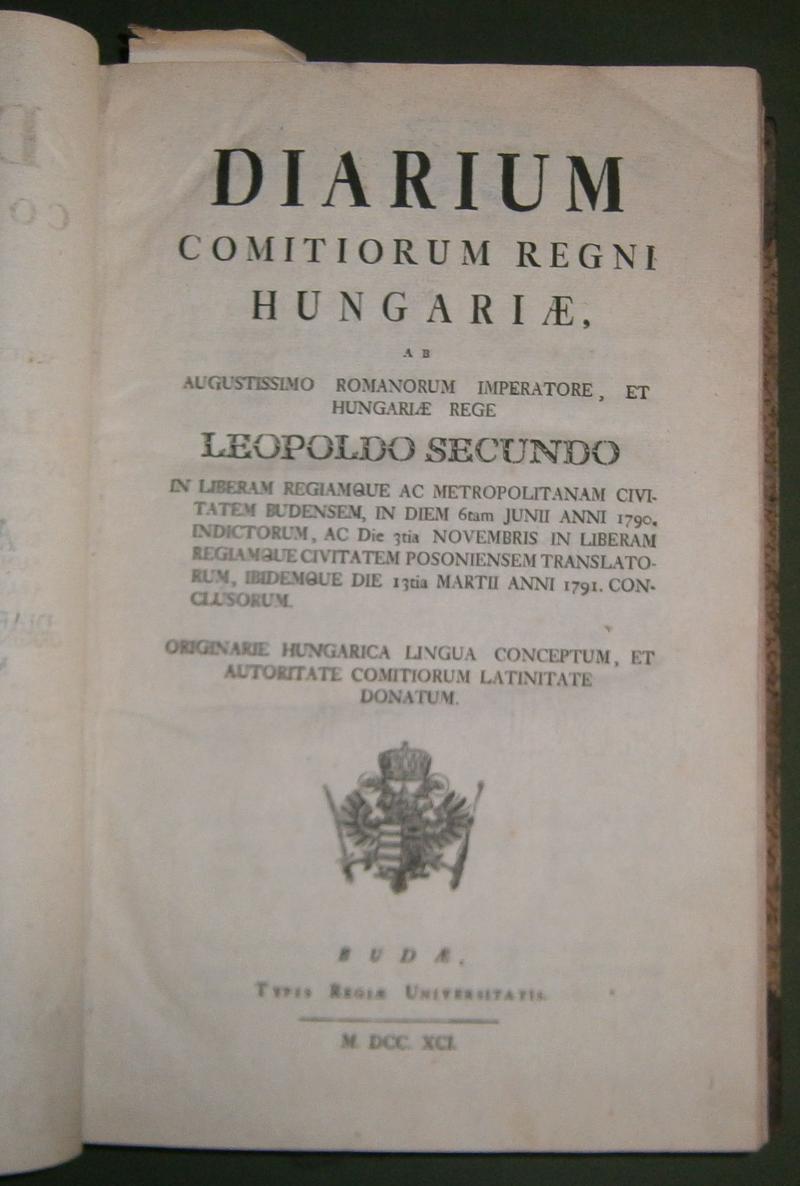 DIARIUM
COMITIORUM REGNI
HUNGARIÆ,
AB
AUGUSTISSIMO ROMANORUM IMPERATORE, ET
HUNGARIÆ REGE
LEOPOLDO SECUNDO
IN LIBERAM REGIAMQUE AC METROPOLITANAM CIVI-
TATEM BUDENSEM, IN DIEM 6tam JUNII ANNI 1790.
INDICTORUM, AC Die 3tia NOVEMBRIS IN LIBERAM
REGIAMQUE CIVITATEM POSONIENSEM TRANSLATO-
RUM, IBIDEMQUE DIE 13tia MARTII ANNI 1791. CON-
CLUSORUM.
ORIGINARIE HUNGARICA LINGUA CONCEPTUM, ET
AUTORITATE COMITIORUM LATINITATE
DONATUM.
BUDÆ,
TYPIS REGIÆ UNIVERSITATIS.
M. DCC. XCI.